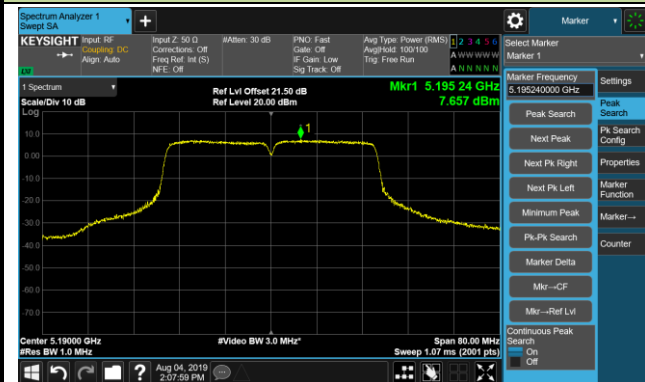 Spectrum Analyzer 1
Swept SA
Marker
KEYSIGHT
Input: RF
Coupling: DC
Align: Auto
Input Z: 50 Ω
Corrections: Off
Freq Ref: Int (S)
NFE: Off
#Atten: 30 dB
PNO: Fast
Gate: Off
IF Gain: Low
Sig Track: Off
Avg Type: Power (RMS)
Avg|Hold: 100/100
Trig: Free Run
1 2 3 4 5 6
A W W W W W
A N N N N N
LXI
Select Marker
Marker 1
1 Spectrum
Scale/Div 10 dB
Log
Ref Lvl Offset 21.50 dB
Ref Level 20.00 dBm
Mkr1 5.195 24 GHz
7.657 dBm
10.0
0.00
-10.0
-20.0
-30.0
-40.0
-50.0
-60.0
-70.0
1
Center 5.19000 GHz
#Res BW 1.0 MHz
#Video BW 3.0 MHz*
Span 80.00 MHz
Sweep 1.07 ms (2001 pts)
Marker Frequency
5.195240000 GHz
Peak Search
Next Peak
Next Pk Right
Next Pk Left
Minimum Peak
Pk-Pk Search
Marker Delta
Mkr→CF
Mkr→Ref Lvl
Continuous Peak
Search
On
Off
Settings
Peak
Search
Pk Search
Config
Properties
Marker
Function
Marker→
Counter
?
Aug 04, 2019
2:07:59 PM